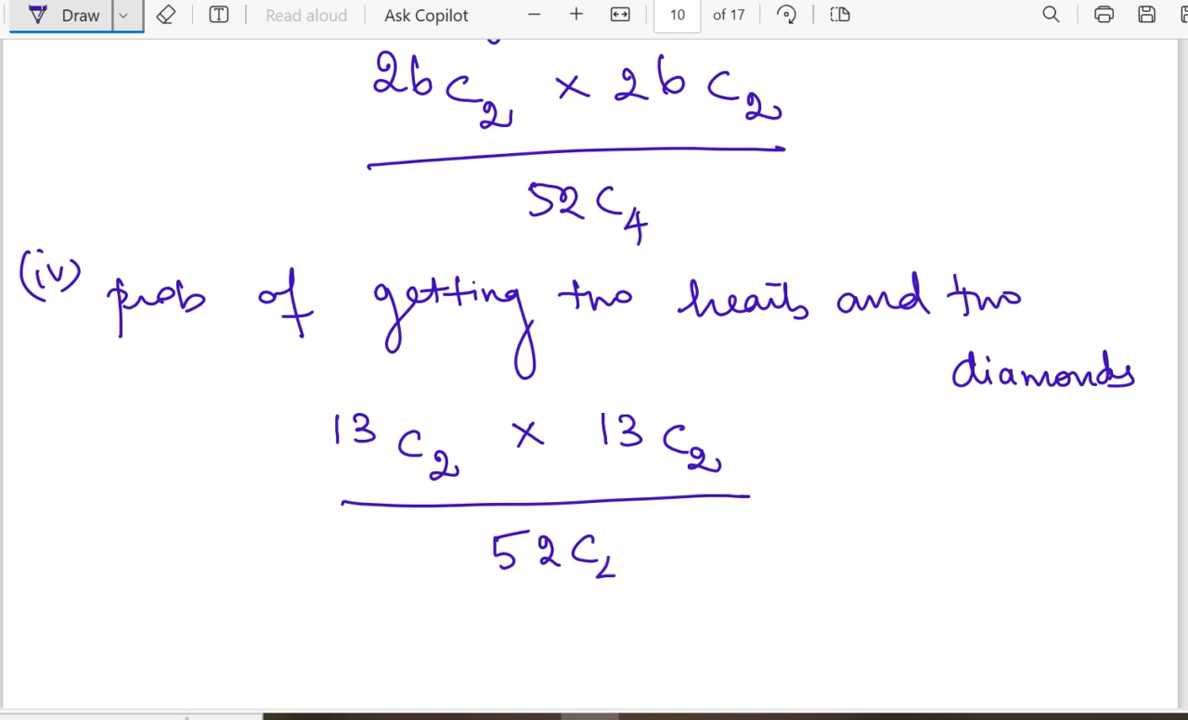 Draw Read aloud Ask Copilot 10 of 17
26C2 × 26C2
52C4
(iv) prob of getting two hearts and two
diamonds
13C2 × 13C2
52C